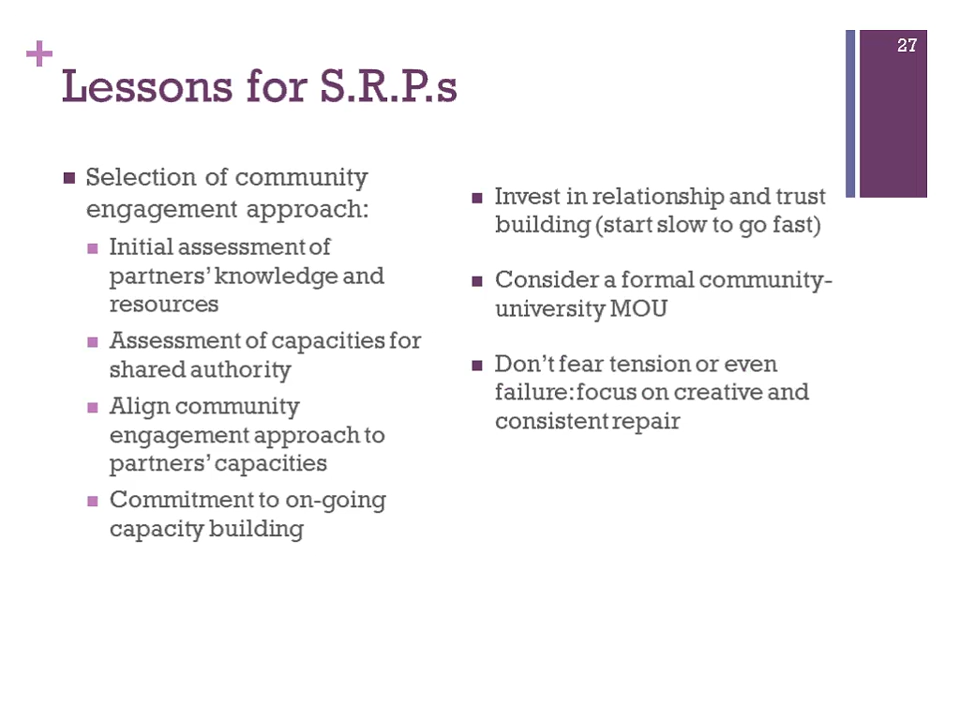 27
+
Lessons for S.R.P.s
Selection of community
engagement approach:
Initial assessment of
partners' knowledge and
resources
Assessment of capacities for
shared authority
Align community
engagement approach to
partners' capacities
Commitment to on-going
capacity building
Invest in relationship and trust
building (start slow to go fast)
Consider a formal community-
university MOU
Don't fear tension or even
failure: focus on creative and
consistent repair